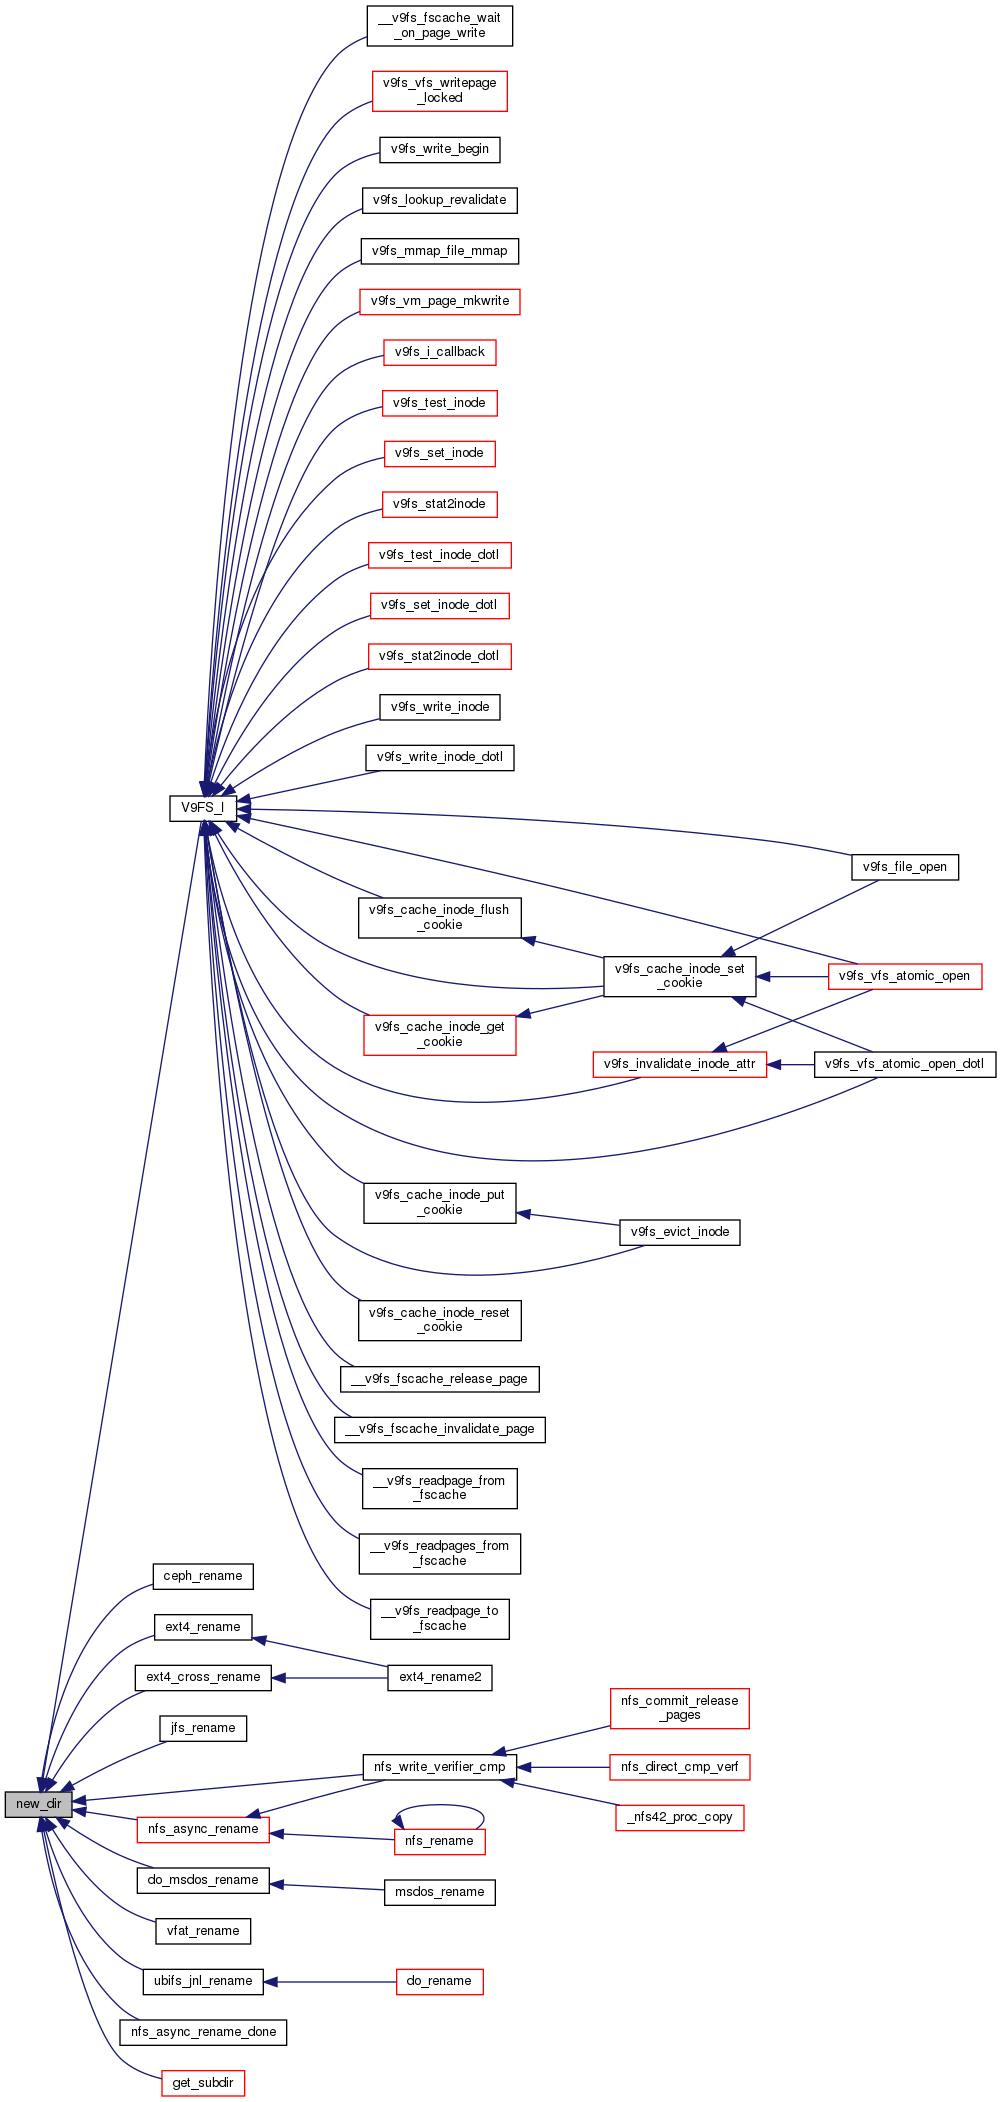 __v9fs_fscache_wait
_on_page_write
v9fs_vfs_writepage
_locked
v9fs_write_begin
v9fs_lookup_revalidate
v9fs_mmap_file_mmap
v9fs_vm_page_mkwrite
v9fs_i_callback
v9fs_test_inode
v9fs_set_inode
v9fs_stat2inode
v9fs_test_inode_dotl
v9fs_set_inode_dotl
v9fs_stat2inode_dotl
v9fs_write_inode
v9fs_write_inode_dotl
V9FS_I
v9fs_file_open
v9fs_cache_inode_flush
_cookie
v9fs_cache_inode_set
_cookie
v9fs_vfs_atomic_open
v9fs_cache_inode_get
_cookie
v9fs_invalidate_inode_attr
v9fs_vfs_atomic_open_dotl
v9fs_cache_inode_put
_cookie
v9fs_evict_inode
v9fs_cache_inode_reset
_cookie
__v9fs_fscache_release_page
__v9fs_fscache_invalidate_page
__v9fs_readpage_from
_fscache
__v9fs_readpages_from
_fscache
ceph_rename
__v9fs_readpage_to
_fscache
ext4_rename
ext4_cross_rename
ext4_rename2
nfs_commit_release
_pages
jfs_rename
nfs_write_verifier_cmp
nfs_direct_cmp_verf
new_dir
_nfs42_proc_copy
nfs_async_rename
nfs_rename
do_msdos_rename
msdos_rename
vfat_rename
ubifs_jnl_rename
do_rename
nfs_async_rename_done
get_subdir